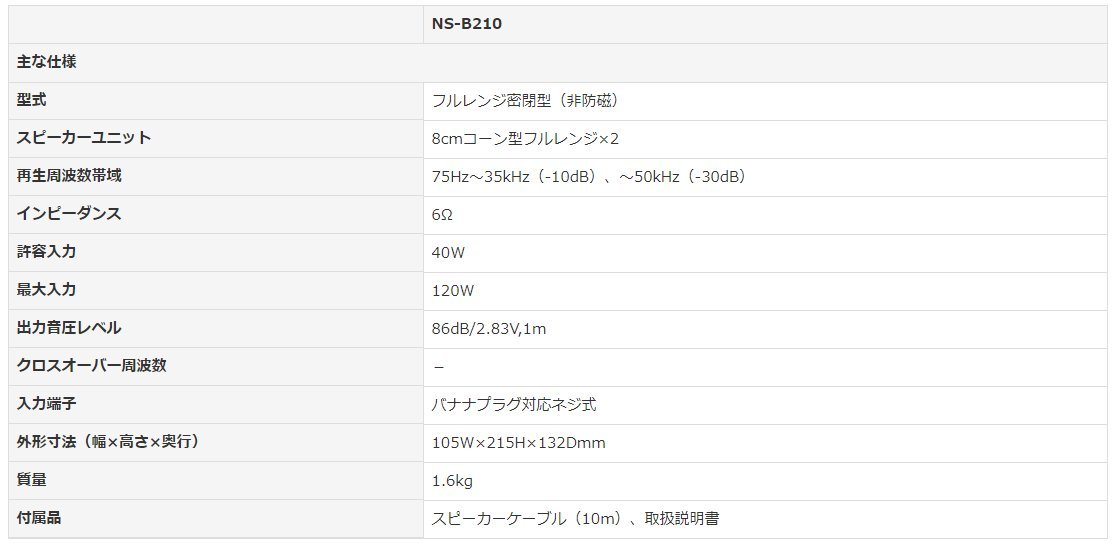 NS-B210
主な仕様
型式 フルレンジ密閉型（非防磁）
スピーカーユニット 8cmコーン型フルレンジ×2
再生周波数帯域 75Hz～35kHz（-10dB）、～50kHz（-30dB）
インピーダンス 6Ω
許容入力 40W
最大入力 120W
出力音圧レベル 86dB/2.83V,1m
クロスオーバー周波数 －
入力端子 バナナプラグ対応ネジ式
外形寸法（幅×高さ×奥行） 105W×215H×132Dmm
質量 1.6kg
付属品 スピーカーケーブル（10m）、取扱説明書